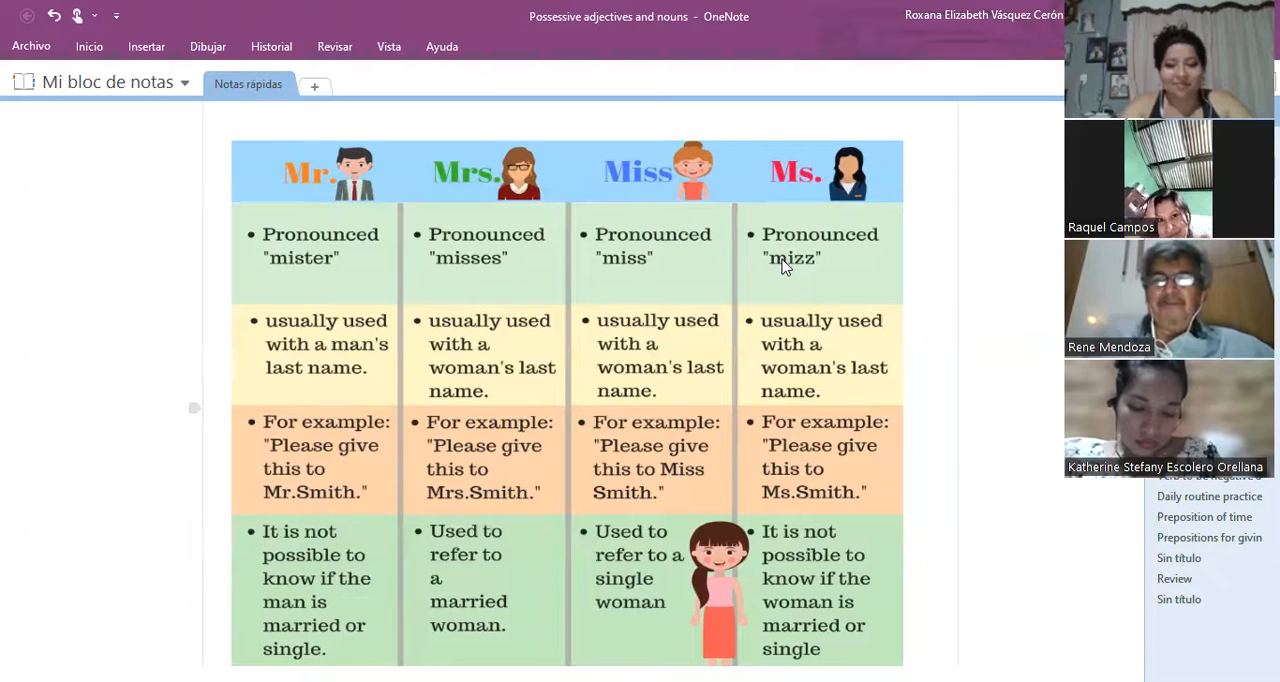 Possessive adjectives and nouns - OneNote
Roxana Elizabeth Vásquez Cerón
Archivo Inicio Insertar Dibujar Historial Revisar Vista Ayuda
Mi bloc de notas
Notas rápidas
Mr. Mrs. Miss Ms.
• Pronounced
"mister"
• Pronounced
"misses"
• Pronounced
"miss"
• Pronounced
"mizz"
• usually used
with a man's
last name.
• usually used
with a
woman's last
name.
• usually used
with a
woman's last
name.
• usually used
with a
woman's last
name.
• For example:
"Please give
this to
Mr.Smith."
• For example:
"Please give
this to
Mrs.Smith."
• For example:
"Please give
this to Miss
Smith."
• For example:
"Please give
this to
Ms.Smith."
• It is not
possible to
know if the
man is
married or
single.
• Used to
refer to
a
married
woman.
• Used to
refer to a
single
woman
• It is not
possible to
know if the
woman is
married or
single
Raquel Campos
Rene Mendoza
Katherine Stefany Escolero Orellana
Daily routine practice
Preposition of time
Prepositions for givin
Sin título
Review
Sin título